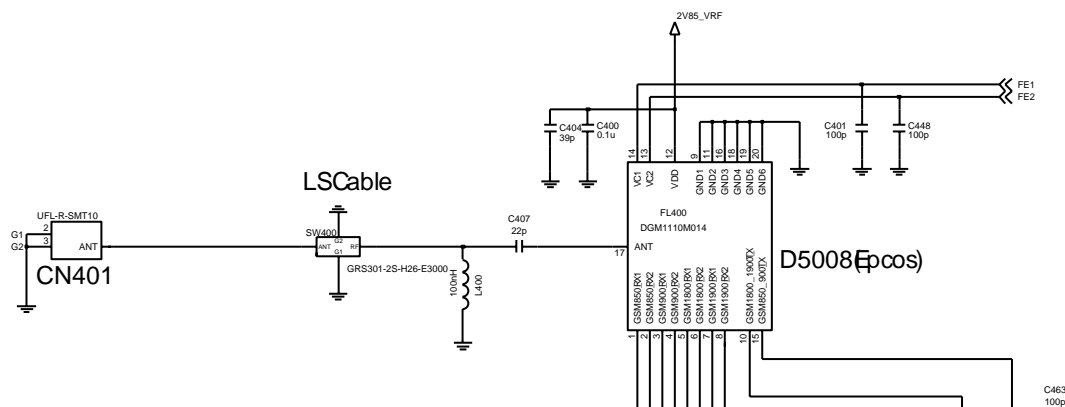 2V85_VRF
FE1
FE2
C404
39p
C400
0.1u
C401
100p
C448
100p
14
13
12
9
11
16
18
19
20
VC1
VC2
VDD
GND1
GND2
GND3
GND4
GND5
GND6
LSCable
UFL-R-SMT10
G1
2
G2
3
ANT
CN401
SW400
ANT
G2
G1
RF
GRS301-2S-H26-E3000
100nH
L400
C407
22p
17
ANT
FL400
DGM1110M014
D5008(Epcos)
GSM850_RX1
GSM850_RX2
GSM900_RX1
GSM900_RX2
GSM1800_RX1
GSM1800_RX2
GSM1900_RX1
GSM1900_RX2
GSM1800_1900TX
GSM850_900TX
1
2
3
4
5
6
7
8
10
15
C463
100p